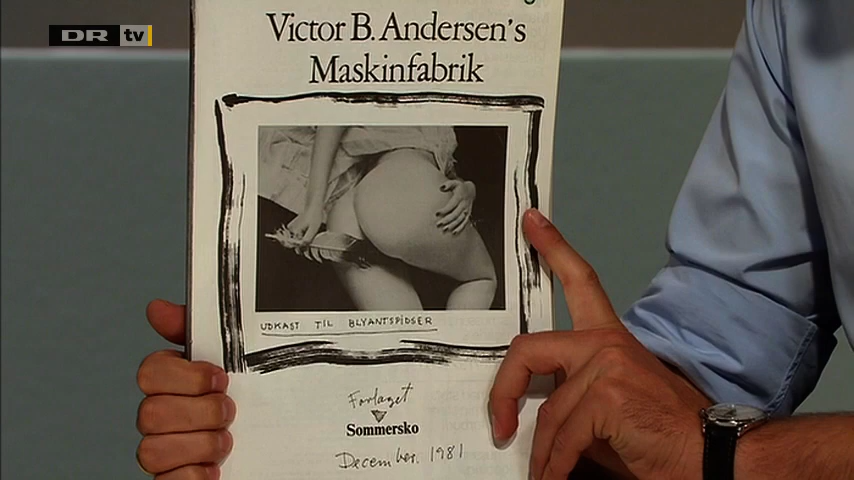 DR tv
Victor B. Andersen's
Maskinfabrik
UDKAST TIL BLYANTSPIDSER
Forlaget
Sommersko
December. 1981